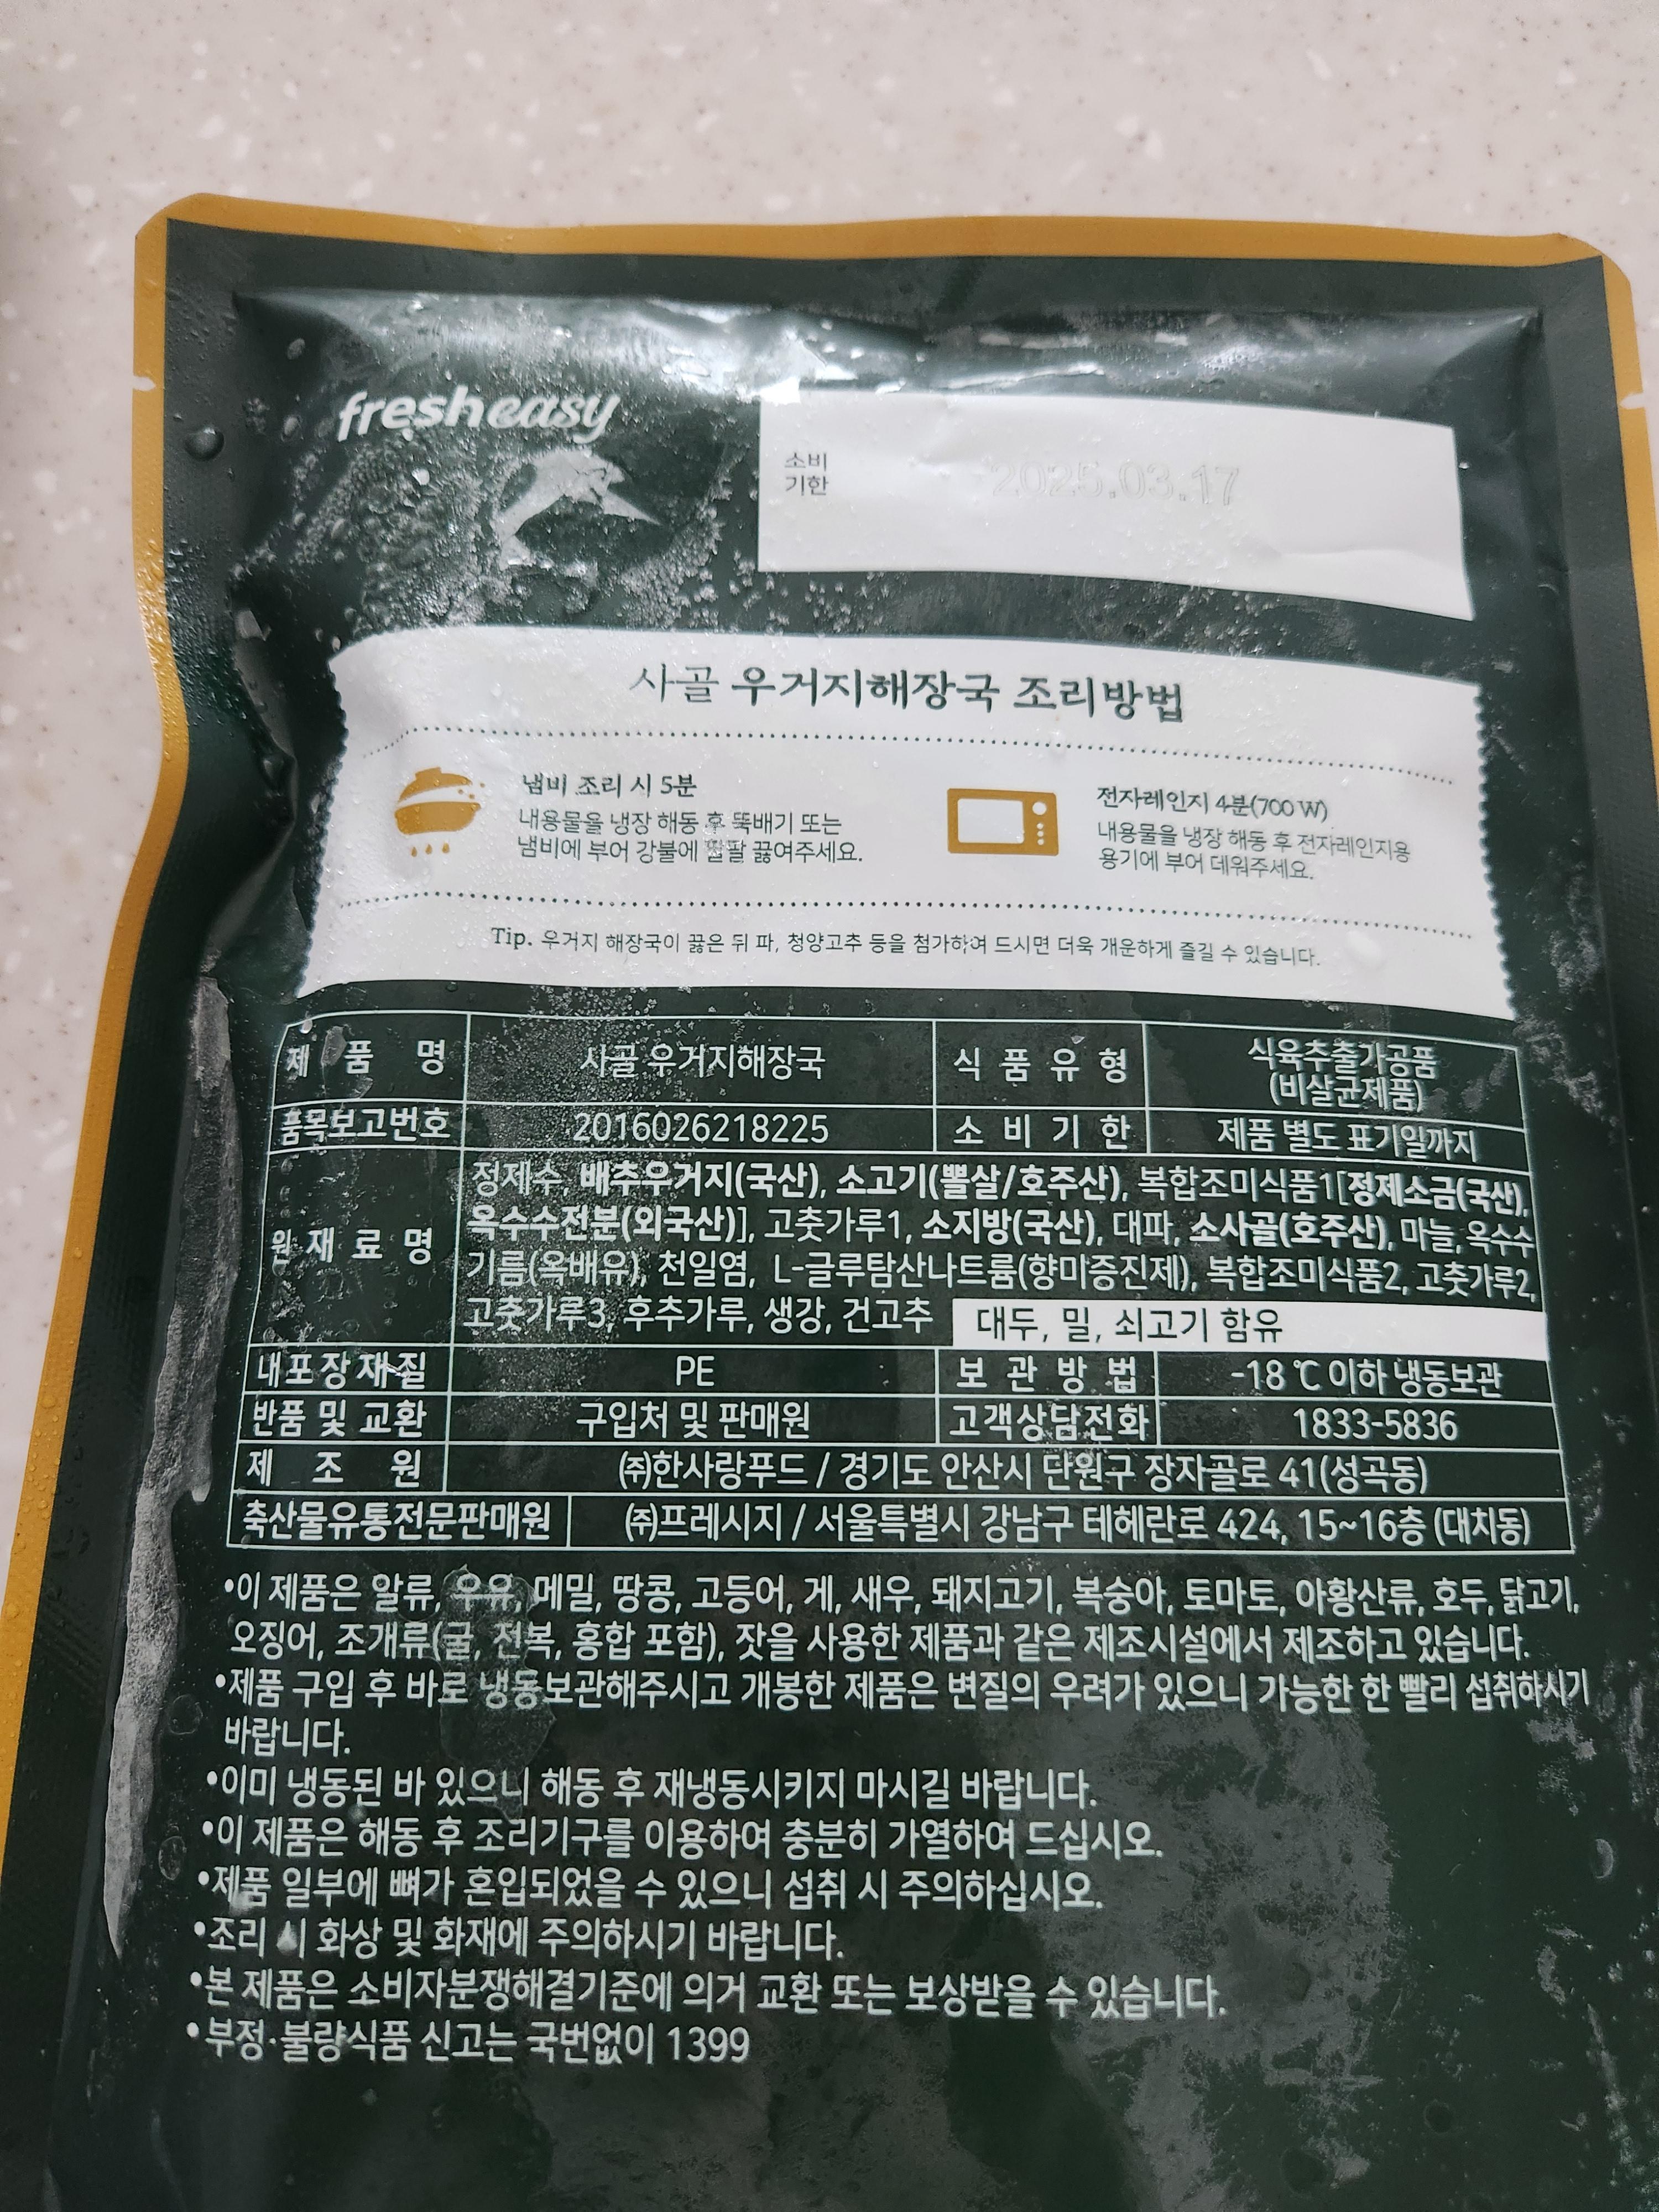 fresheasy
소비
기한
2025.03.17
사골 우거지해장국 조리방법
냄비 조리 시 5분
내용물을 냉장 해동 후 뚝배기 또는
냄비에 부어 강불에 팔팔 끓여주세요.
전자레인지 4분(700 W)
내용물을 냉장 해동 후 전자레인지용
용기에 부어 데워주세요.
Tip. 우거지 해장국이 끓은 뒤 파, 청양고추 등을 첨가하여 드시면 더욱 개운하게 즐길 수 있습니다.
제 품 명 사골 우거지해장국 식 품 유 형 식육추출가공품
(비살균제품)
품목보고번호 2016026218225 소 비 기 한 제품 별도 표기일까지
원 재 료 명
정제수, 배추우거지(국산), 소고기(뽈살/호주산), 복합조미식품1[정제소금(국산),
옥수수전분(외국산)], 고춧가루1, 소지방(국산), 대파, 소사골(호주산), 마늘, 옥수수
기름(옥배유), 천일염, L-글루탐산나트륨(향미증진제), 복합조미식품2, 고춧가루2,
고춧가루3, 후추가루, 생강, 건고추 대두, 밀, 쇠고기 함유
내포장재질 PE 보 관 방 법 -18 ℃ 이하 냉동보관
반품 및 교환 구입처 및 판매원 고객상담전화 1833-5836
제 조 원 ㈜한사랑푸드 / 경기도 안산시 단원구 장자골로 41(성곡동)
축산물유통전문판매원 ㈜프레시지 / 서울특별시 강남구 테헤란로 424, 15~16층 (대치동)
•이 제품은 알류, 우유, 메밀, 땅콩, 고등어, 게, 새우, 돼지고기, 복숭아, 토마토, 아황산류, 호두, 닭고기,
오징어, 조개류(굴, 전복, 홍합 포함), 잣을 사용한 제품과 같은 제조시설에서 제조하고 있습니다.
•제품 구입 후 바로 냉동보관해주시고 개봉한 제품은 변질의 우려가 있으니 가능한 한 빨리 섭취하시기
바랍니다.
•이미 냉동된 바 있으니 해동 후 재냉동시키지 마시길 바랍니다.
•이 제품은 해동 후 조리기구를 이용하여 충분히 가열하여 드십시오.
•제품 일부에 뼈가 혼입되었을 수 있으니 섭취 시 주의하십시오.
•조리 시 화상 및 화재에 주의하시기 바랍니다.
•본 제품은 소비자분쟁해결기준에 의거 교환 또는 보상받을 수 있습니다.
•부정·불량식품 신고는 국번없이 1399